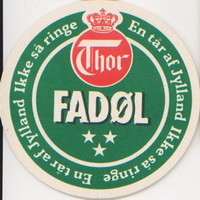 Thor
FADØL
En tår af Jylland Ikke så ringe
En tår af Jylland Ikke så ringe